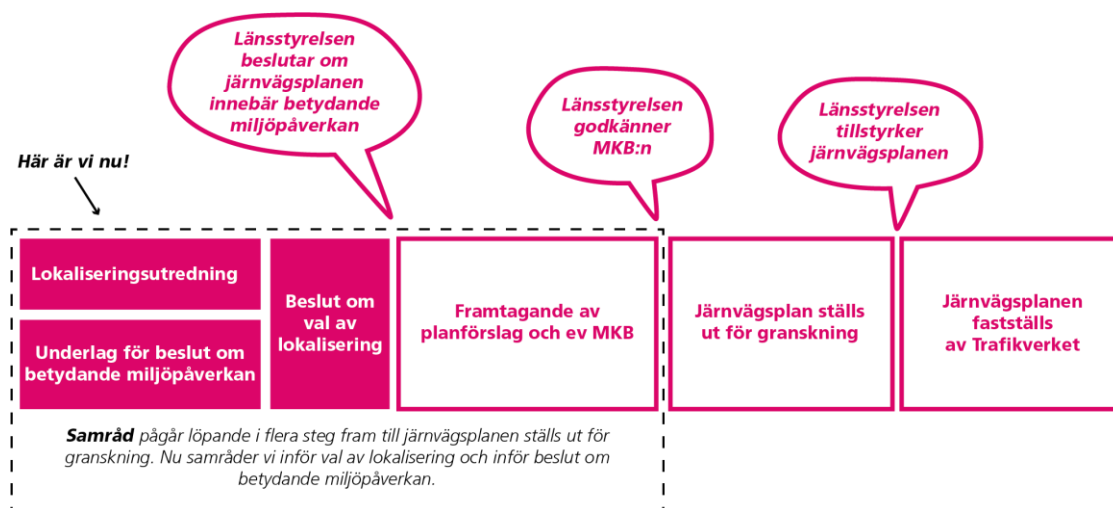 Länsstyrelsen
beslutar om
järnvägsplanen
innebär betydande
miljöpåverkan
Länsstyrelsen
godkänner
MKB:n
Länsstyrelsen
tillstyrker
järnvägsplanen
Här är vi nu!
Lokaliseringsutredning
Underlag för beslut om
betydande miljöpåverkan
Beslut om
val av
lokalisering
Framtagande av
planförslag och ev MKB
Järnvägsplan ställs
ut för granskning
Järnvägsplanen
fastställs
av Trafikverket
Samråd pågår löpande i flera steg fram till järnvägsplanen ställs ut för
granskning. Nu samråder vi inför val av lokalisering och inför beslut om
betydande miljöpåverkan.